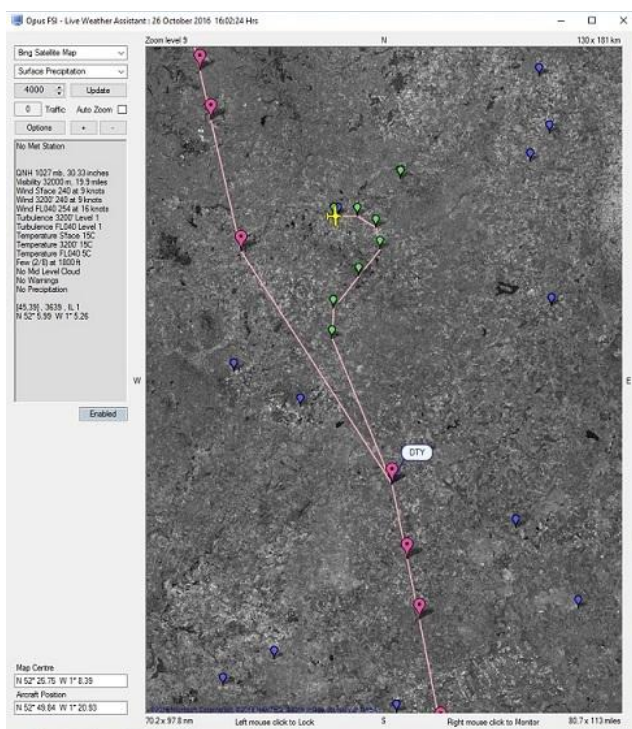 Opus FSI - Live Weather Assistant : 26 October 2016 16:02:24 Hrs
Zoom level 9
N
130 x 181 km
Bing Satellite Map
Surface Precipitation
4000
Update
0
Traffic
Auto Zoom
Options
+
-
No Met Station
QNH 1027 mb, 30.33 inches
Visibility 32000 m, 19.9 miles
Wind Sface 240 at 9 knots
Wind 3200' 240 at 9 knots
Wind FL040 254 at 16 knots
Turbulence 3200' Level 1
Turbulence FL040 Level 1
Temperature Sface 15C
Temperature 3200' 15C
Temperature FL040 5C
Few (2/8) at 1800 ft
No Mid Level Cloud
No Warnings
No Precipitation
[45,39] , 3639 , IL 1
N 52° 5.99 W 1° 5.26
W
E
Enabled
DTY
Map Centre
N 52° 25.75 W 1° 8.39
Aircraft Position
N 52° 49.84 W 1° 20.93
70.2 x 97.8 nm
Left mouse click to Lock
S
Right mouse click to Monitor
80.7 x 113 miles